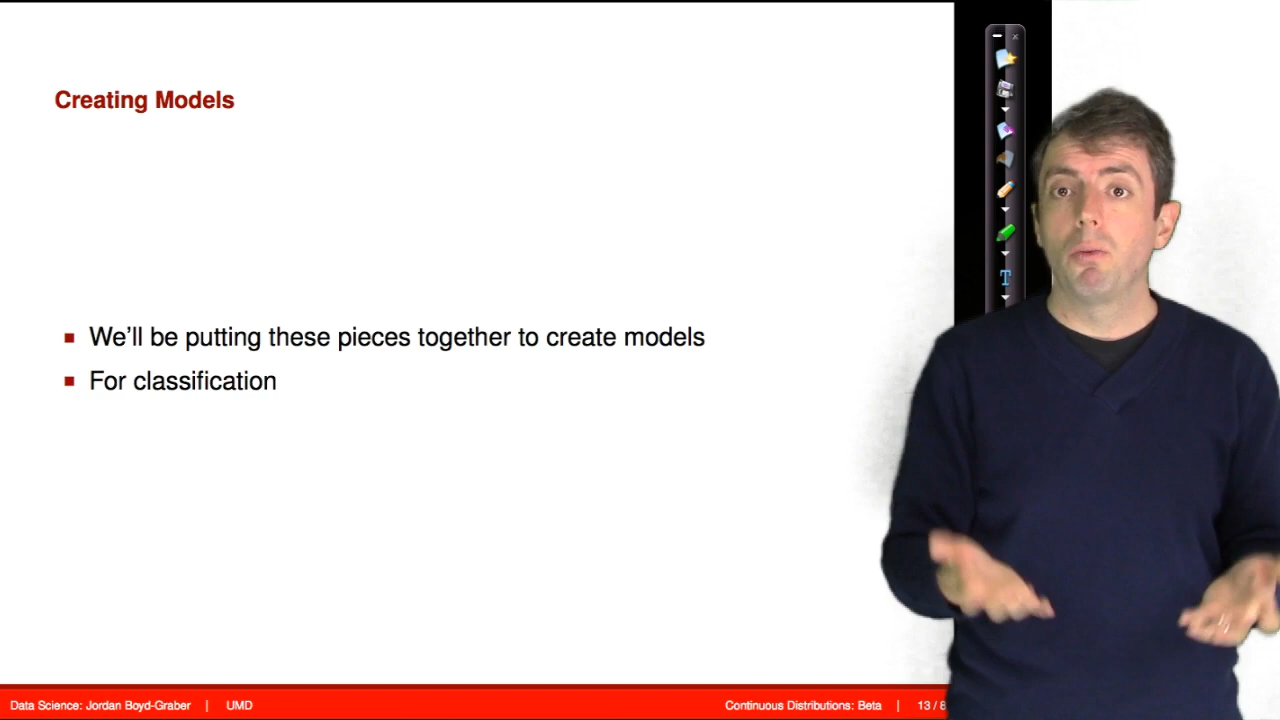 Creating Models
We'll be putting these pieces together to create models
For classification
Data Science: Jordan Boyd-Graber | UMD
Continuous Distributions: Beta | 13 / 8